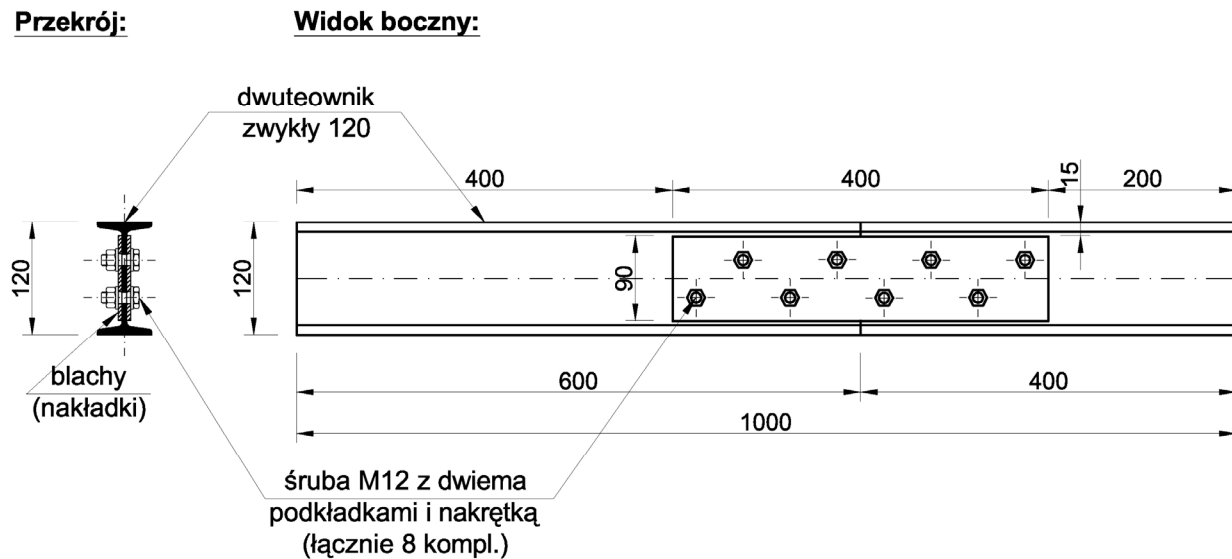 Przekrój:
Widok boczny:
dwuteownik
zwykły 120
400
400
15
200
120
120
90
blachy
(nakładki)
600
400
1000
śruba M12 z dwiema
podkładkami i nakrętką
(łącznie 8 kompl.)